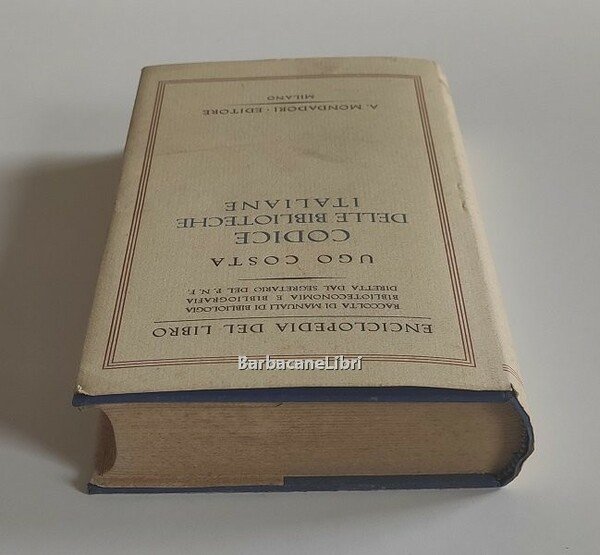 ENCICLOPEDIA DEL LIBRO
RACCOLTA DI MANUALI DI BIBLIOLOGIA
BIBLIOTECONOMIA E BIBLIOGRAFIA
DIRETTA DAL SEGRETARIO DEL P. N. F.
UGO COSTA
CODICE
DELLE BIBLIOTECHE
ITALIANE
A. MONDADORI · EDITORE
MILANO
BarbacaneLibri